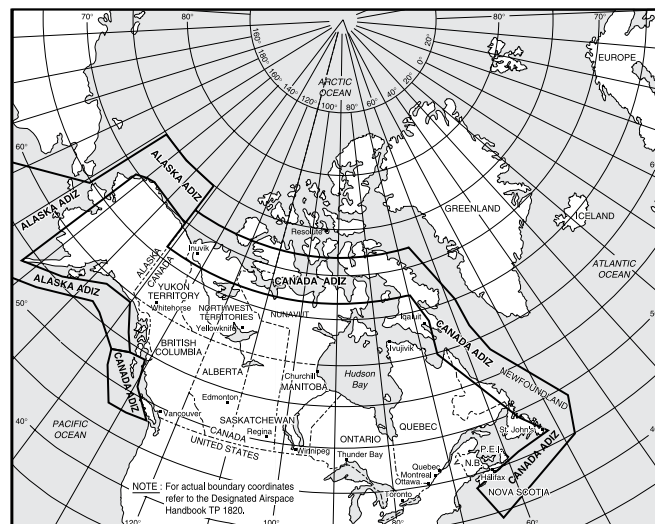 80°
70°
60°
50°
40°
160°
160°
140°
120°
100°
80°
60°
40°
20°
0°
20°
80°
70°
60°
EUROPE
ARCTIC
OCEAN
ALASKA ADIZ
ALASKA ADIZ
ALASKA ADIZ
Resolute
GREENLAND
ICELAND
ATLANTIC
OCEAN
Inuvik
ALASKA
CANADA
CANADA ADIZ
YUKON
TERRITORY
Whitehorse
NORTHWEST
TERRITORIES
Yellowknife
NUNAVUT
Iqaluit
Ivujivik
CANADA ADIZ
NEWFOUNDLAND
BRITISH
COLUMBIA
CANADA ADIZ
ALBERTA
Churchill
MANITOBA
Hudson
Bay
Edmonton
SASKATCHEWAN
Regina
Vancouver
CANADA
UNITED STATES
Winnipeg
ONTARIO
QUEBEC
Thunder Bay
St. John's
P.E.I.
N.B.
Quebec
Montreal
Ottawa
Toronto
Halifax
NOVA SCOTIA
CANADA ADIZ
PACIFIC
OCEAN
NOTE : For actual boundary coordinates
refer to the Designated Airspace
Handbook TP 1820.
120°
100°
80°
60°